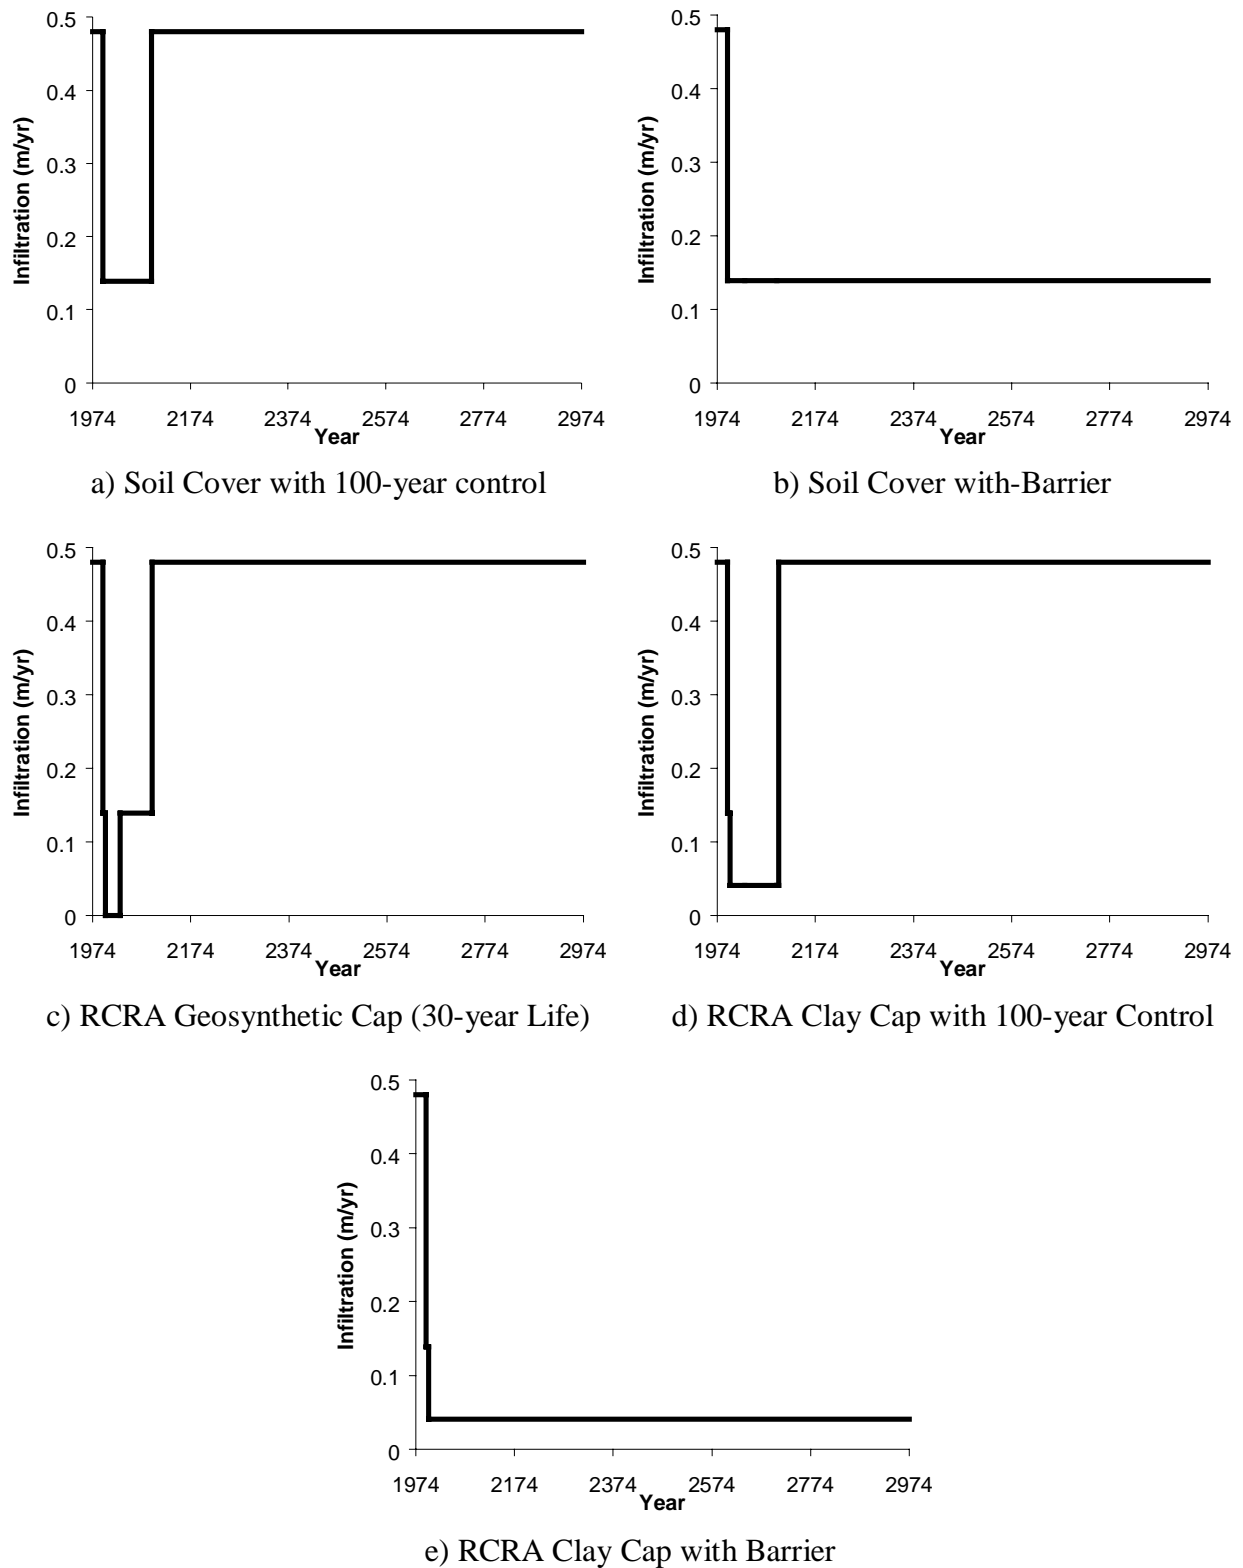 0.5
0.4
0.3
0.2
0.1
0
Infiltration (m/yr)
1974 2174 2374 2574 2774 2974
Year
a) Soil Cover with 100-year control
0.5
0.4
0.3
0.2
0.1
0
Infiltration (m/yr)
1974 2174 2374 2574 2774 2974
Year
b) Soil Cover with-Barrier
0.5
0.4
0.3
0.2
0.1
0
Infiltration (m/yr)
1974 2174 2374 2574 2774 2974
Year
c) RCRA Geosynthetic Cap (30-year Life)
0.5
0.4
0.3
0.2
0.1
0
Infiltration (m/yr)
1974 2174 2374 2574 2774 2974
Year
d) RCRA Clay Cap with 100-year Control
0.5
0.4
0.3
0.2
0.1
0
Infiltration (m/yr)
1974 2174 2374 2574 2774 2974
Year
e) RCRA Clay Cap with Barrier